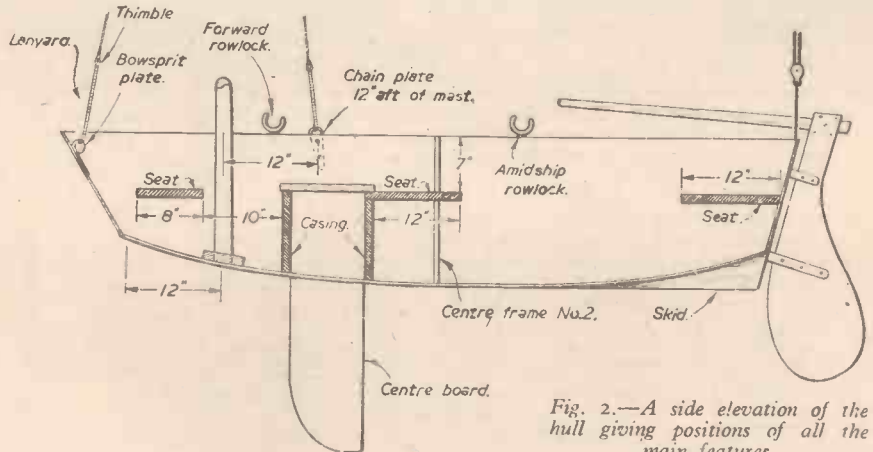 Thimble
Lanyard.
Bowsprit
plate.
Forward
rowlock.
Chain plate
12" aft of mast.
12"
7"
Amidship
rowlock.
Seat
8"
10"
Casing.
Seat.
12"
12"
Seat.
12"
Centre frame No.2.
Skid.
Centre board.
Fig. 2.—A side elevation of the
hull giving positions of all the
main features.